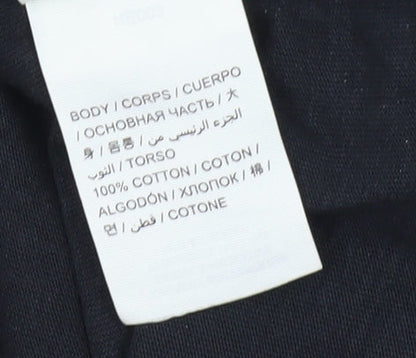 BODY / CORPS / CUERPO
/ ОСНОВНАЯ ЧАСТЬ / 大
身 / 몸통 / الجزء الرئيسي من
الثوب / TORSO
100% COTTON / COTON /
ALGODÓN / ХЛОПОК / 棉 /
면 / قطن / COTONE